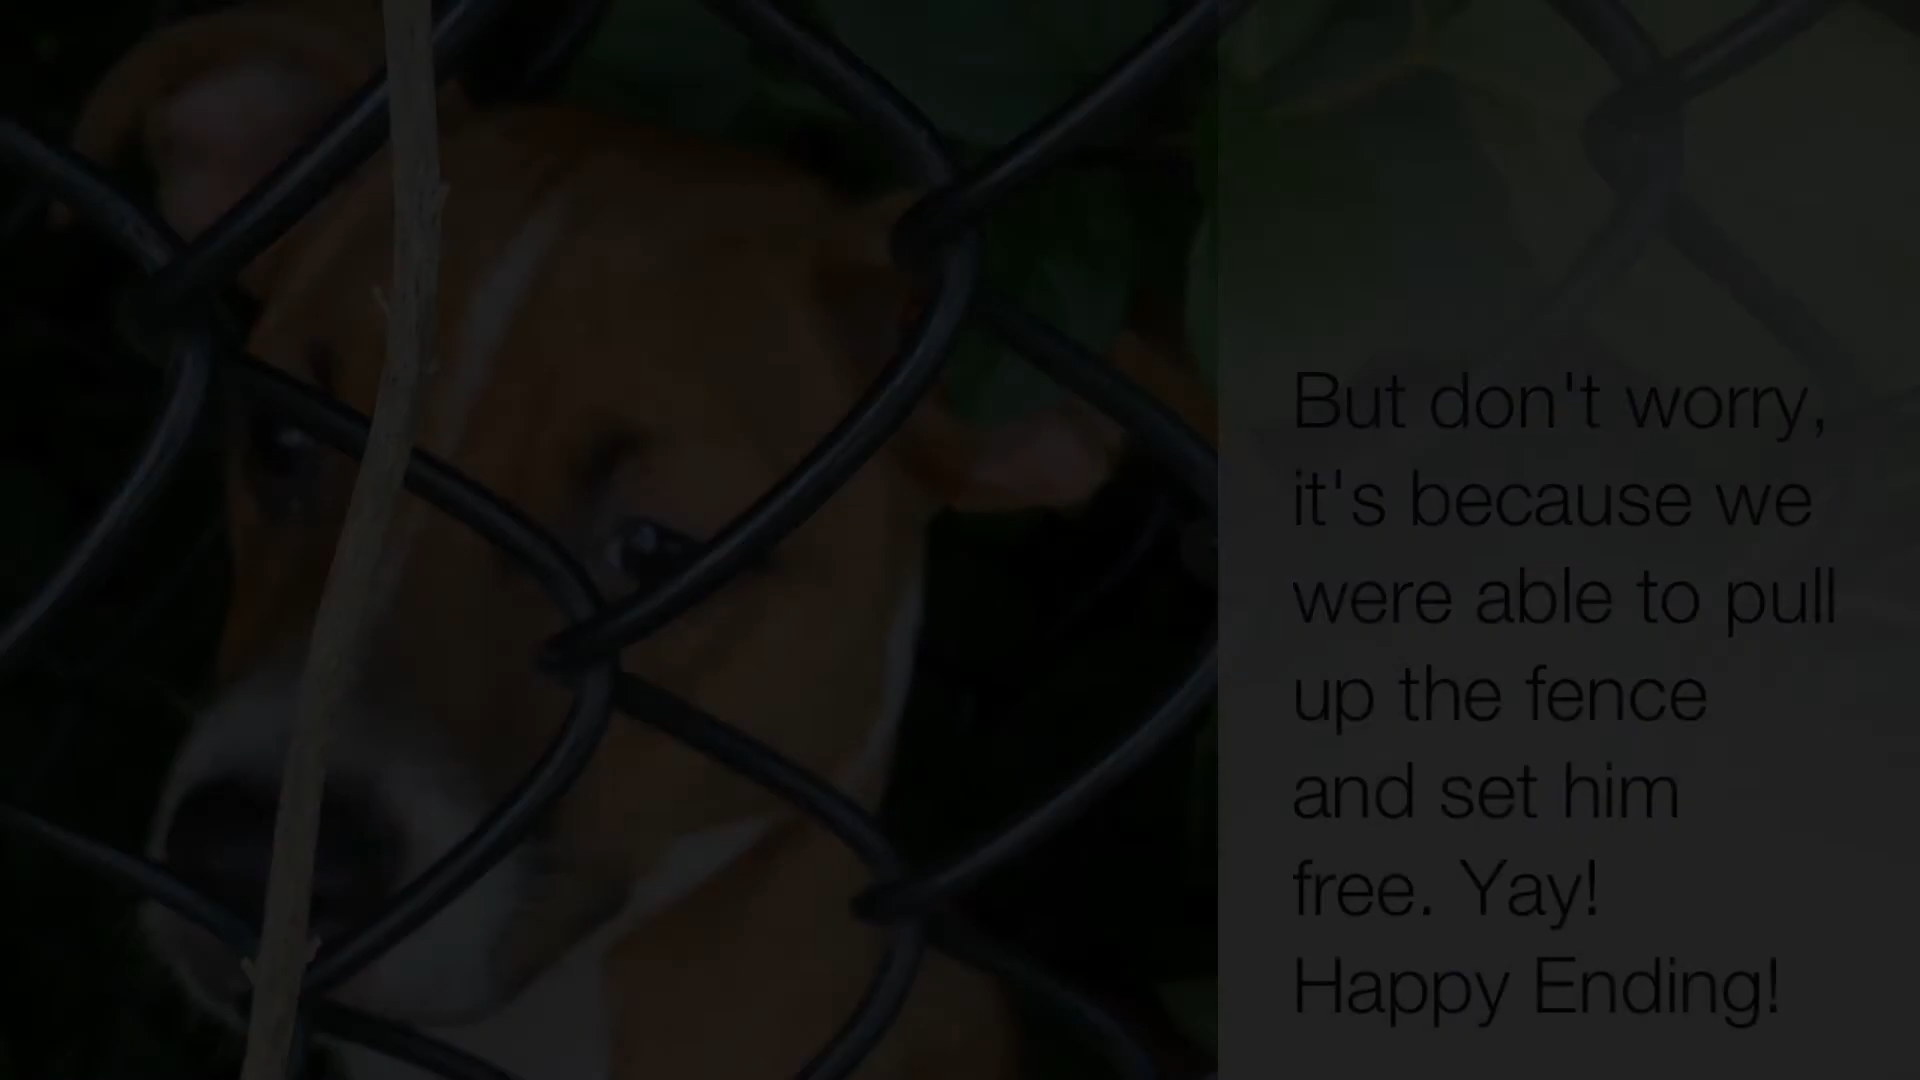 But don't worry,
it's because we
were able to pull
up the fence
and set him
free. Yay!
Happy Ending!